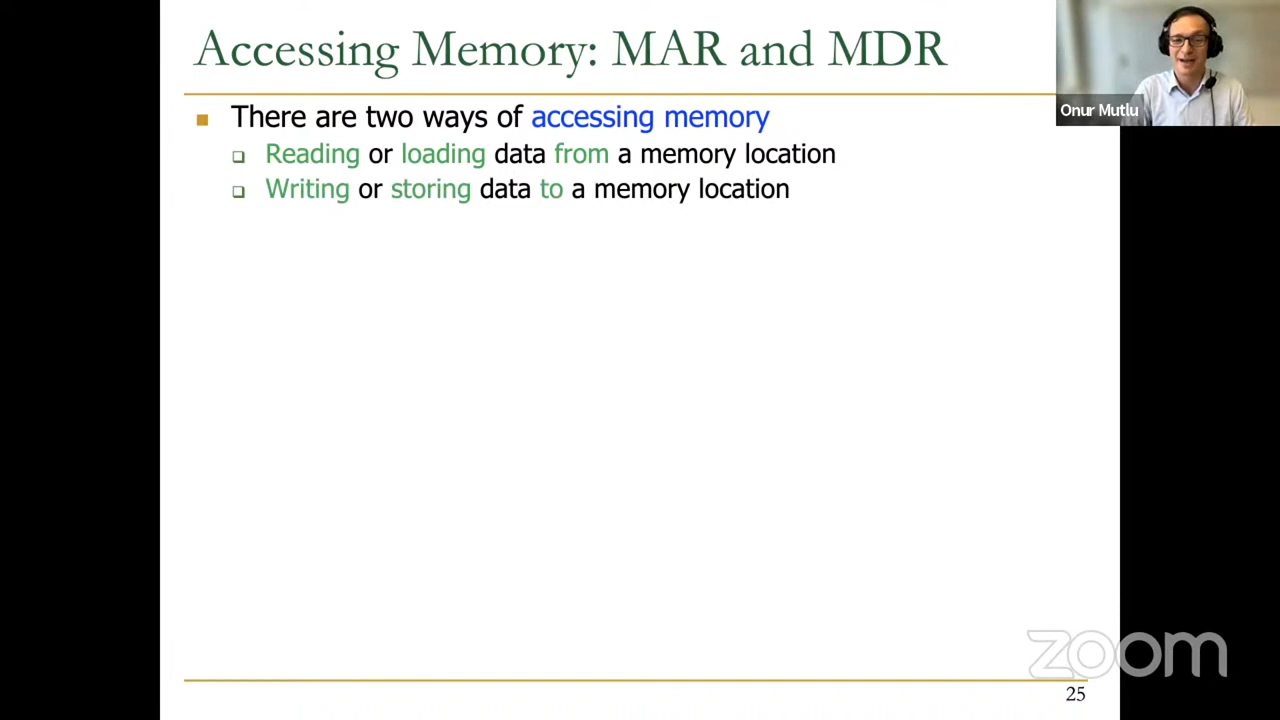 Accessing Memory: MAR and MDR
Onur Mutlu
There are two ways of accessing memory
Reading or loading data from a memory location
Writing or storing data to a memory location
zoom
25